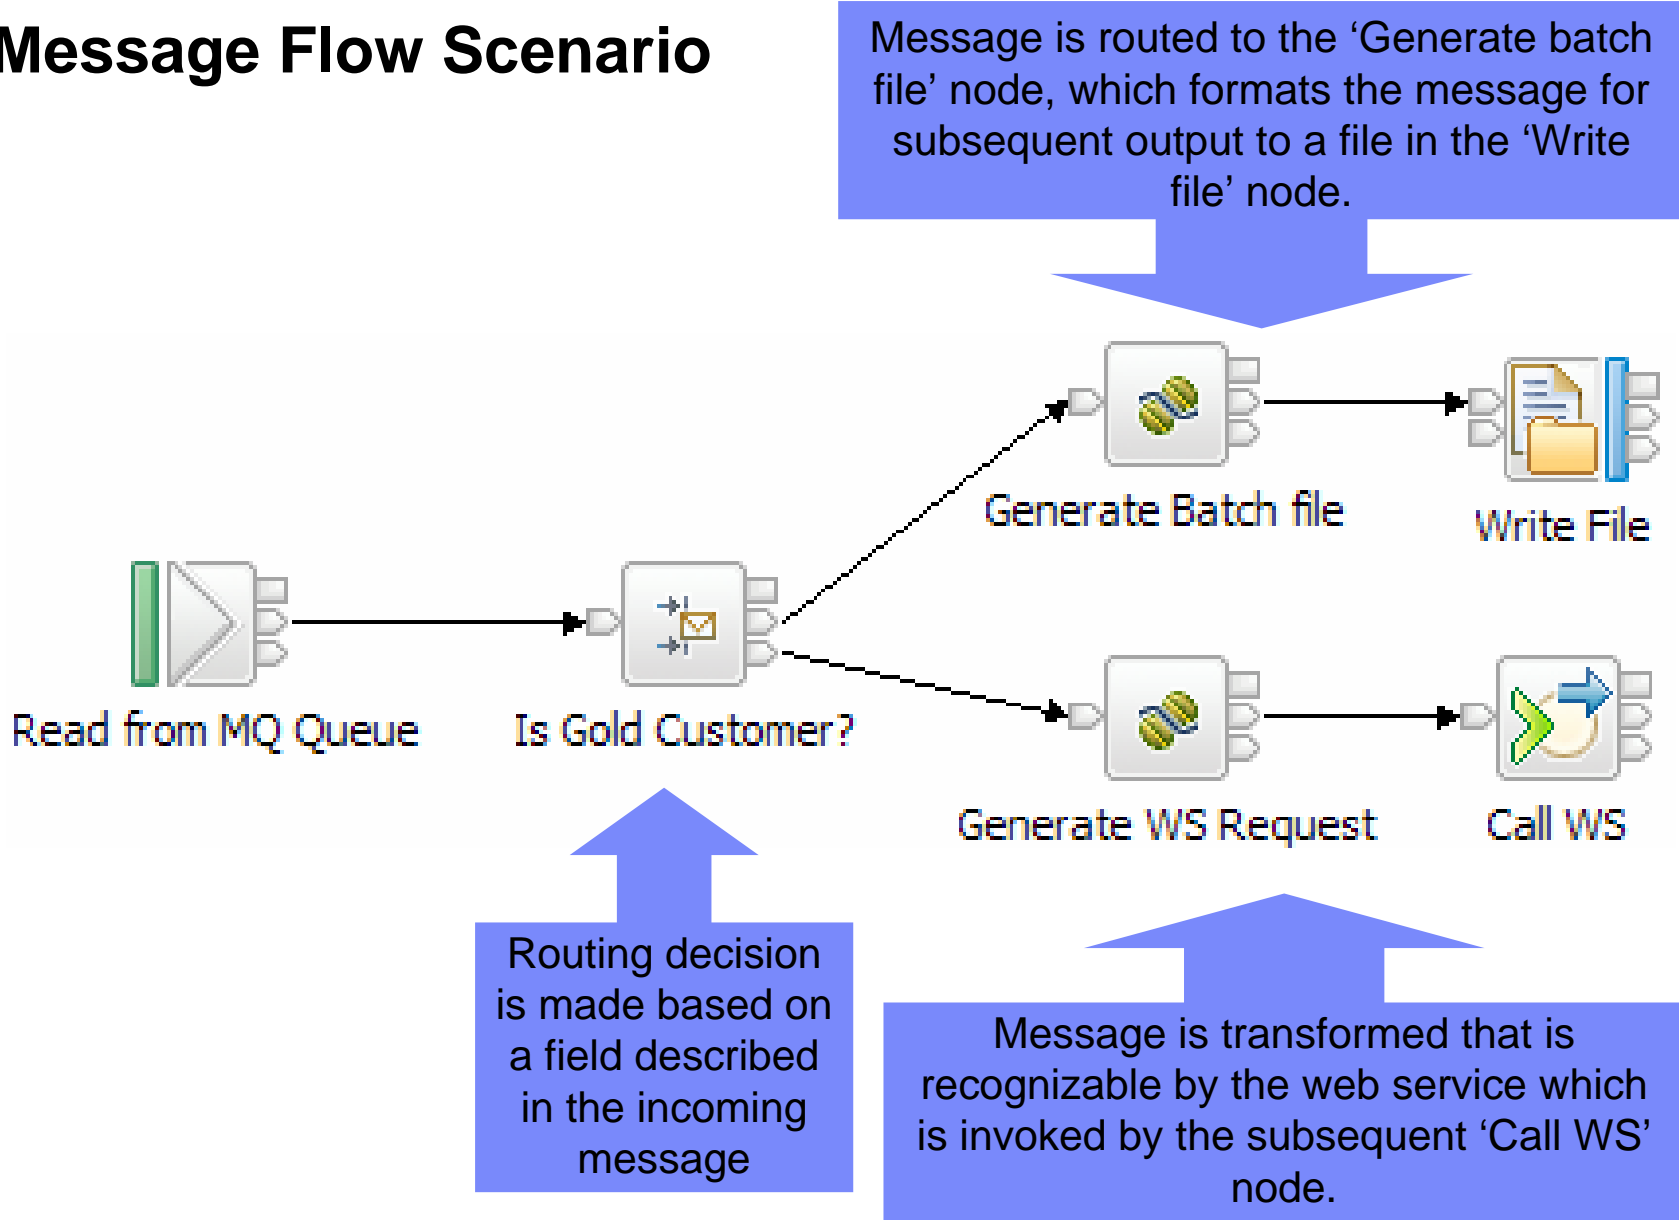 Message Flow Scenario
Message is routed to the ‘Generate batch
file’ node, which formats the message for
subsequent output to a file in the ‘Write
file’ node.
Generate Batch file
Write File
Read from MQ Queue
Is Gold Customer?
Generate WS Request
Call WS
Routing decision
is made based on
a field described
in the incoming
message
Message is transformed that is
recognizable by the web service which
is invoked by the subsequent ‘Call WS’
node.